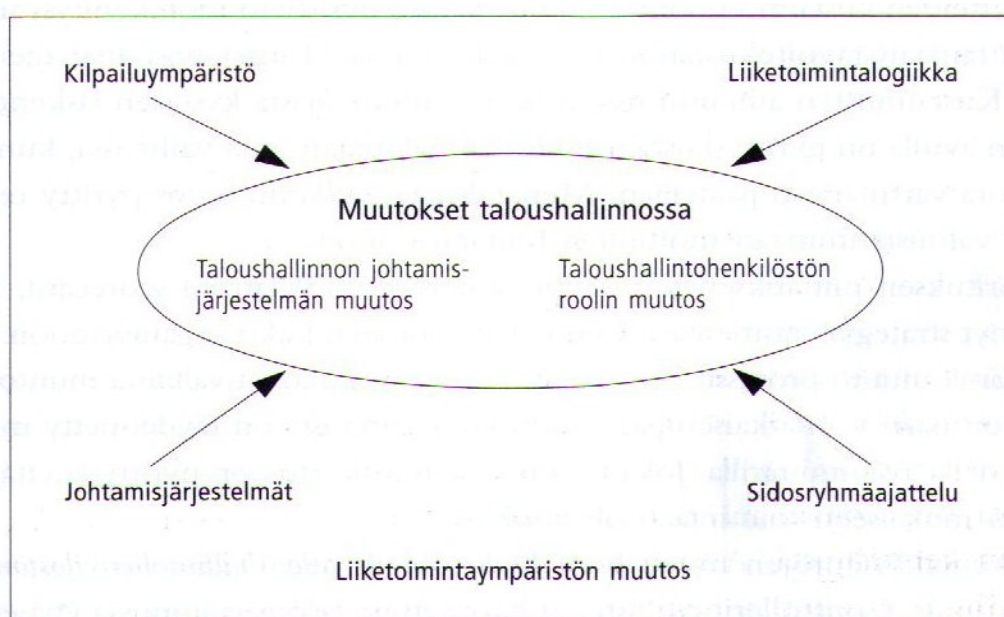 Kilpailuympäristö
Liiketoimintalogiikka
Muutokset taloushallinnossa
Taloushallinnon johtamis-
järjestelmän muutos
Taloushallintohenkilöstön
roolin muutos
Johtamisjärjestelmät
Sidosryhmäajattelu
Liiketoimintaympäristön muutos